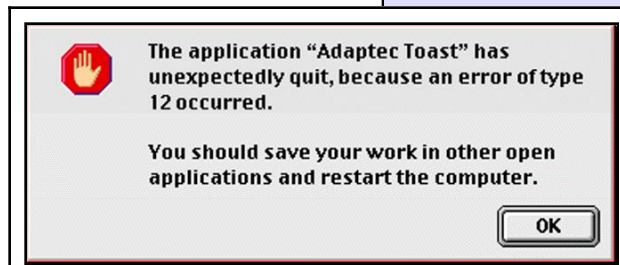 The application “Adaptec Toast” has
unexpectedly quit, because an error of type
12 occurred.
You should save your work in other open
applications and restart the computer.
OK